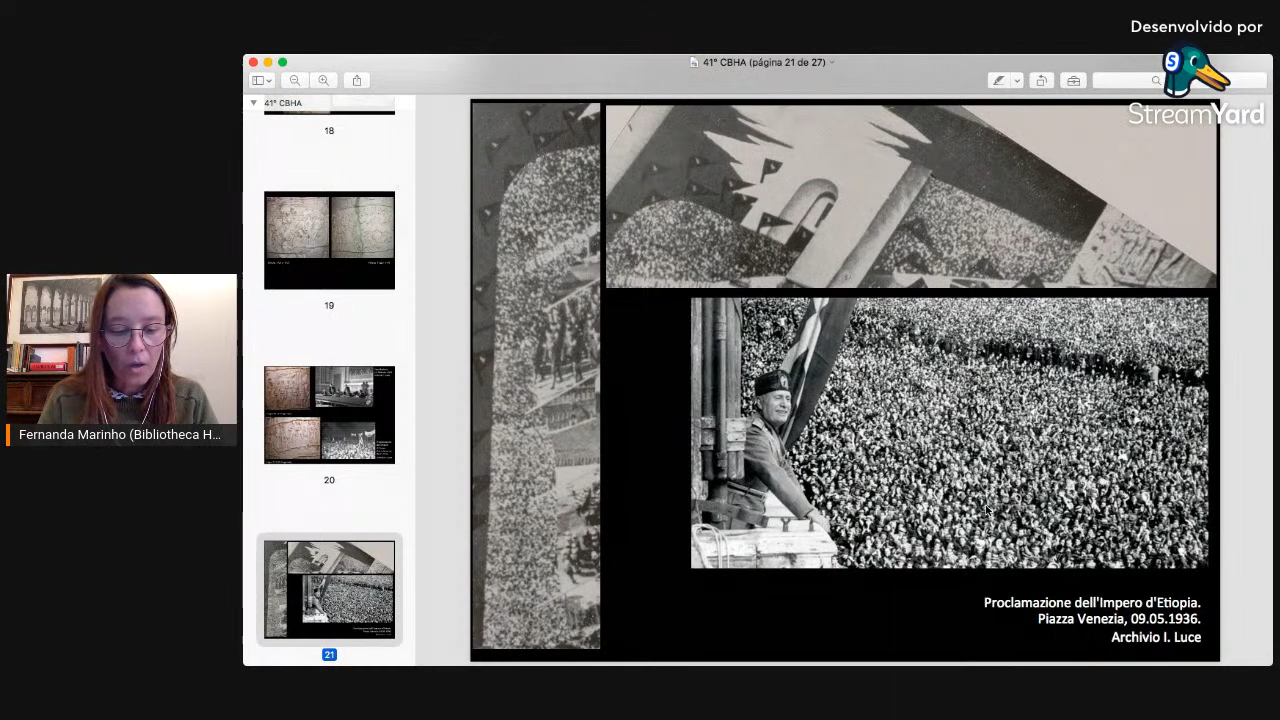 Desenvolvido por
S
StreamYard
41º CBHA (página 21 de 27)
41º CBHA
18
19
20
21
Fernanda Marinho (Bibliotheca H...
Proclamazione dell'Impero d'Etiopia.
Piazza Venezia, 09.05.1936.
Archivio I. Luce